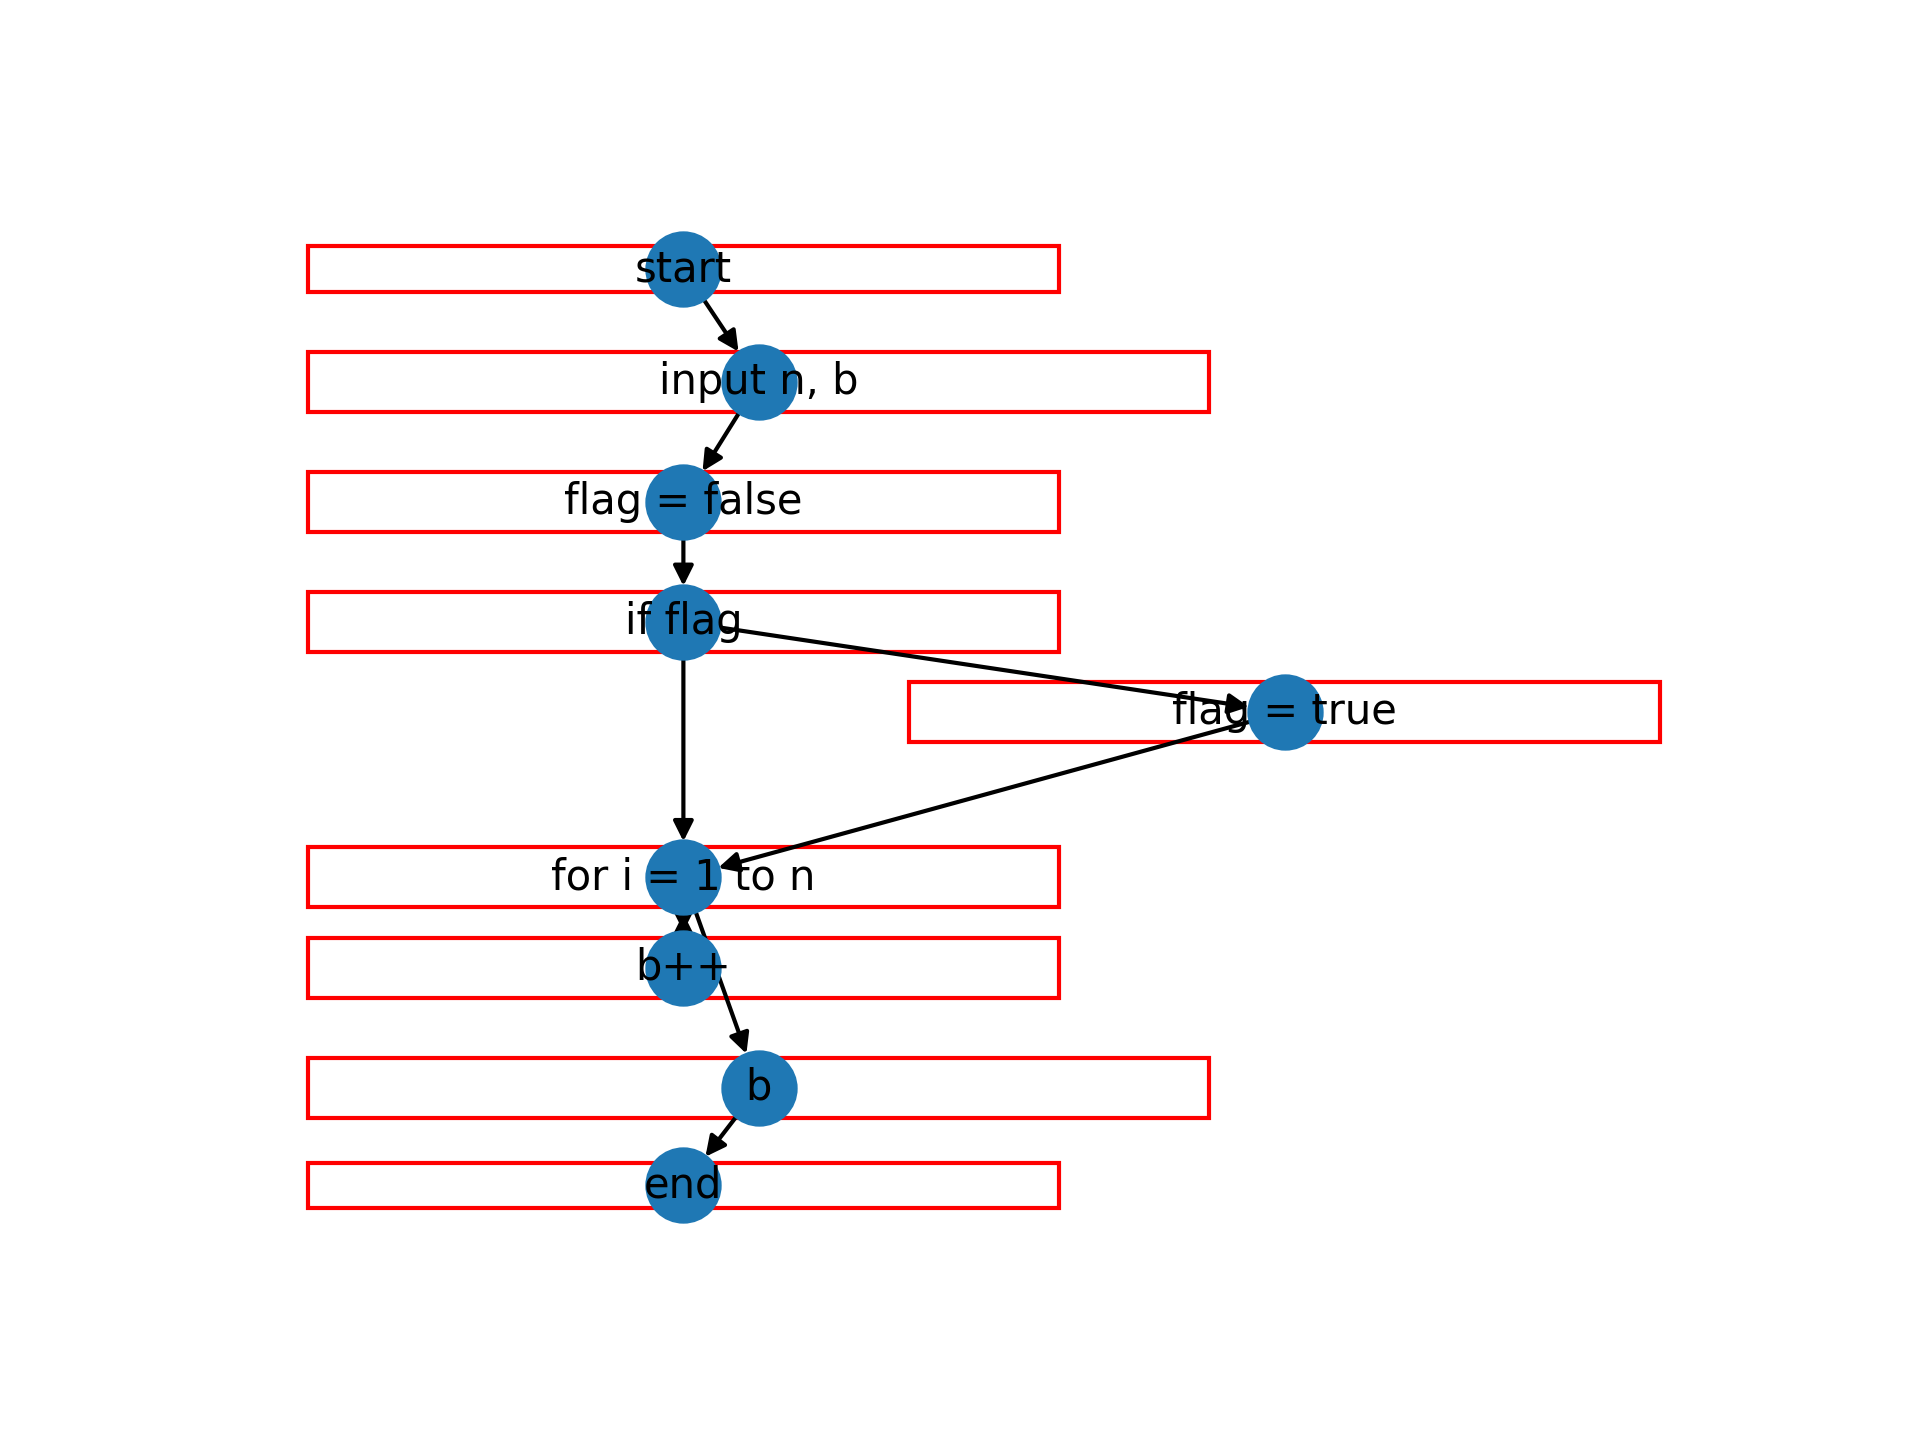 start
input n, b
flag = false
if flag
flag = true
for i = 1 to n
b++
b
end